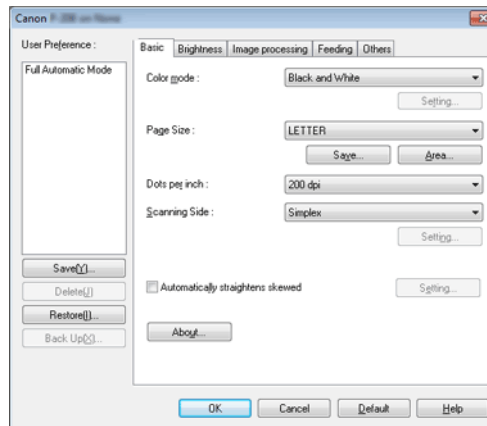 Canon
User Preference :
Full Automatic Mode
Save(Y)...
Delete(J)
Restore(I)...
Back Up(X)...
Basic Brightness Image processing Feeding Others
Color mode : Black and White
Setting...
Page Size : LETTER
Save... Area...
Dots per inch : 200 dpi
Scanning Side : Simplex
Setting...
Automatically straightens skewed Setting...
About...
OK Cancel Default Help